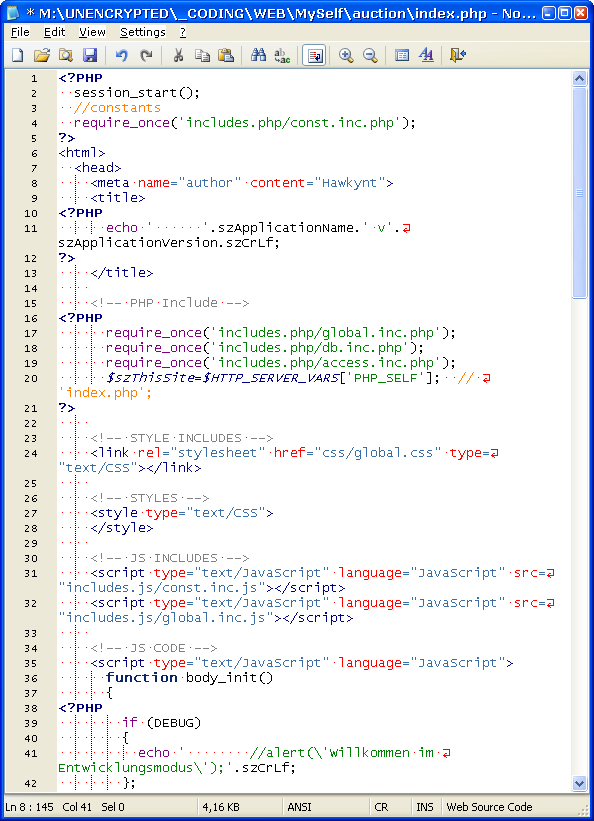 * M:\UNENCRYPTED\_CODING\WEB\MySelf\auction\index.php - No...
File Edit View Settings ?
1 <?PHP
2 session_start();
3 //constants
4 require_once('includes.php/const.inc.php');
5 ?>
6 <html>
7 <head>
8 <meta name="author" content="Hawkynt">
9 <title>
10 <?PHP
11 echo '      '.szApplicationName.' v'.
szApplicationVersion.szCrLf;
12 ?>
13 </title>
14
15 <!-- PHP Include -->
16 <?PHP
17 require_once('includes.php/global.inc.php');
18 require_once('includes.php/db.inc.php');
19 require_once('includes.php/access.inc.php');
20 $szThisSite=$HTTP_SERVER_VARS['PHP_SELF']; //
'index.php';
21 ?>
22
23 <!-- STYLE INCLUDES -->
24 <link rel="stylesheet" href="css/global.css" type=
"text/CSS"></link>
25
26 <!-- STYLES -->
27 <style type="text/CSS">
28 </style>
29
30 <!-- JS INCLUDES -->
31 <script type="text/JavaScript" language="JavaScript" src=
"includes.js/const.inc.js"></script>
32 <script type="text/JavaScript" language="JavaScript" src=
"includes.js/global.inc.js"></script>
33
34 <!-- JS CODE -->
35 <script type="text/JavaScript" language="JavaScript">
36 function body_init()
37 {
38 <?PHP
39 if (DEBUG)
40 {
41 echo '        //alert(\'Willkommen im
Entwicklungsmodus\');'.szCrLf;
42 };
Ln 8 : 145 Col 41 Sel 0 4,16 KB ANSI CR INS Web Source Code